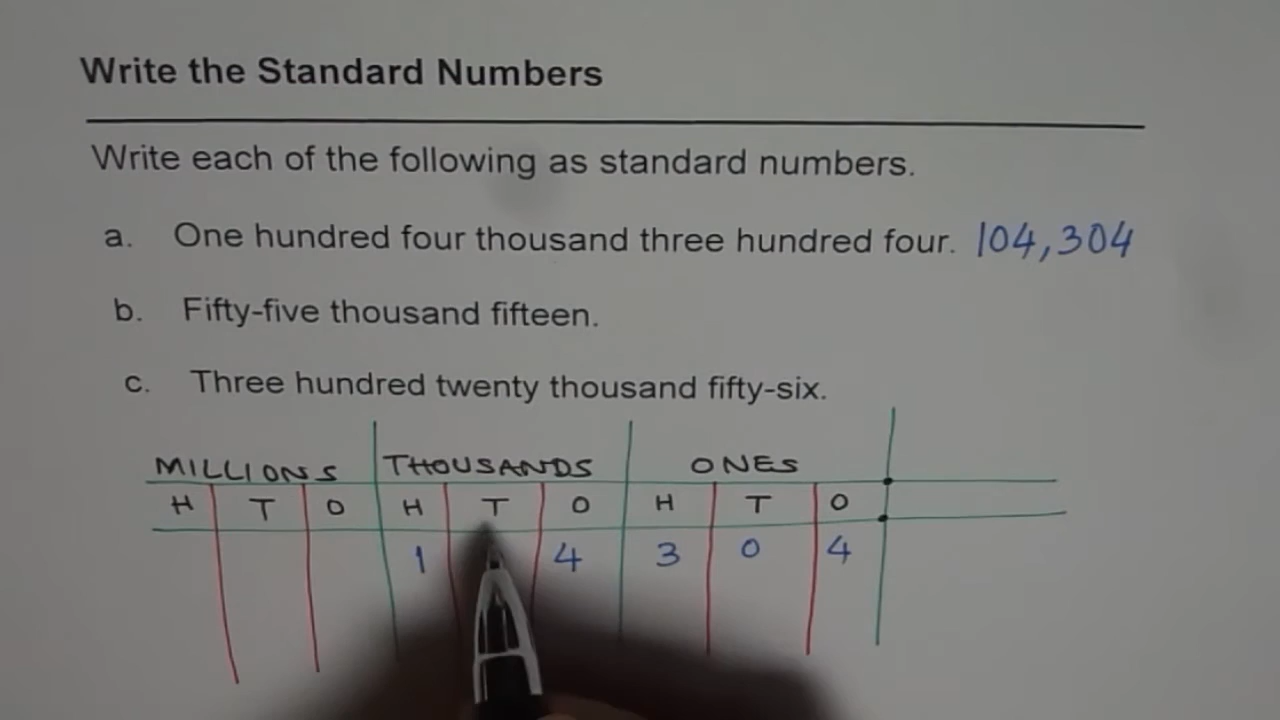 Write the Standard Numbers
Write each of the following as standard numbers.
a. One hundred four thousand three hundred four. 104,304
b. Fifty-five thousand fifteen.
c. Three hundred twenty thousand fifty-six.
MILLIONS THOUSANDS ONES
H T O H T O H T O
1 4 3 0 4